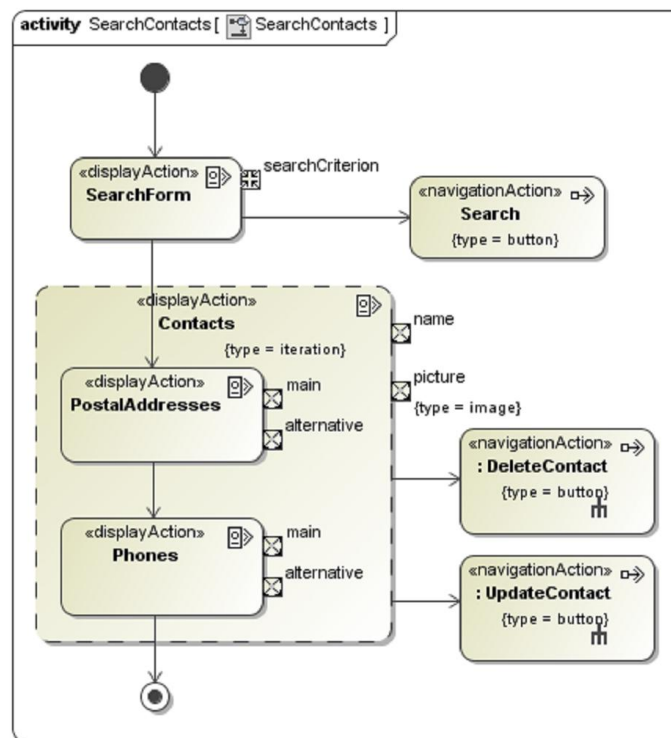 activity SearchContacts[ SearchContacts ]
«displayAction»
SearchForm
searchCriterion
«navigationAction»
Search
{type = button}
«displayAction»
Contacts
{type = iteration}
name
picture
{type = image}
«displayAction»
PostalAddresses
main
alternative
«navigationAction»
: DeleteContact
{type = button}
«displayAction»
Phones
main
alternative
«navigationAction»
: UpdateContact
{type = button}